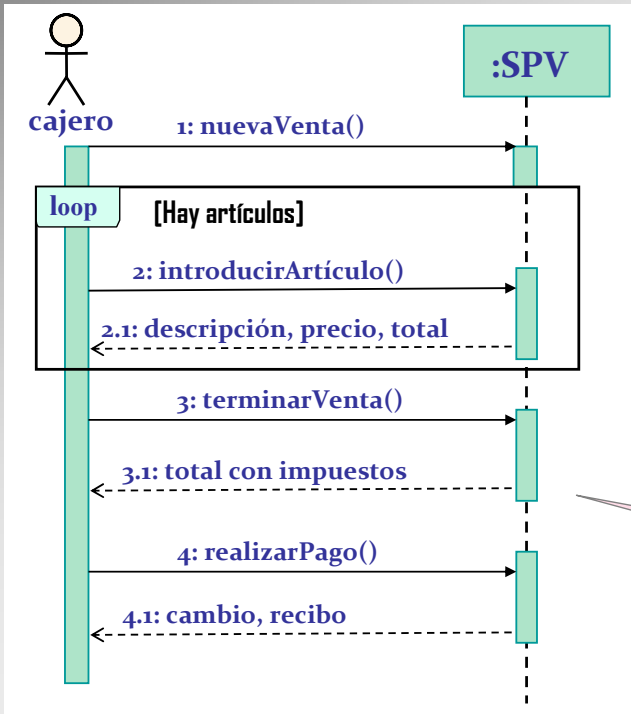 :SPV
cajero
1: nuevaVenta()
loop
[Hay artículos]
2: introducirArtículo()
2.1: descripción, precio, total
3: terminarVenta()
3.1: total con impuestos
4: realizarPago()
4.1: cambio, recibo